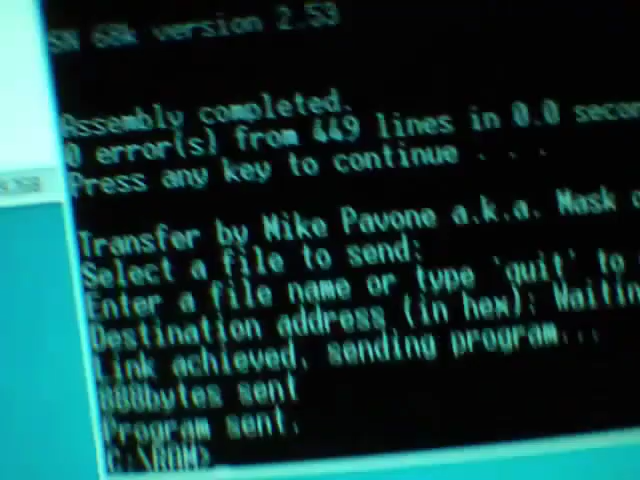 SN 68k version 2.53
Assembly completed.
0 error(s) from 449 lines in 0.0 seco
Press any key to continue . . .
Transfer by Mike Pavone a.k.a. Mask o
Select a file to send:
Enter a file name or type 'quit' to
Destination address (in hex): Waitin
Link achieved, sending program...
bytes sent
Program sent.
C:\ROM>